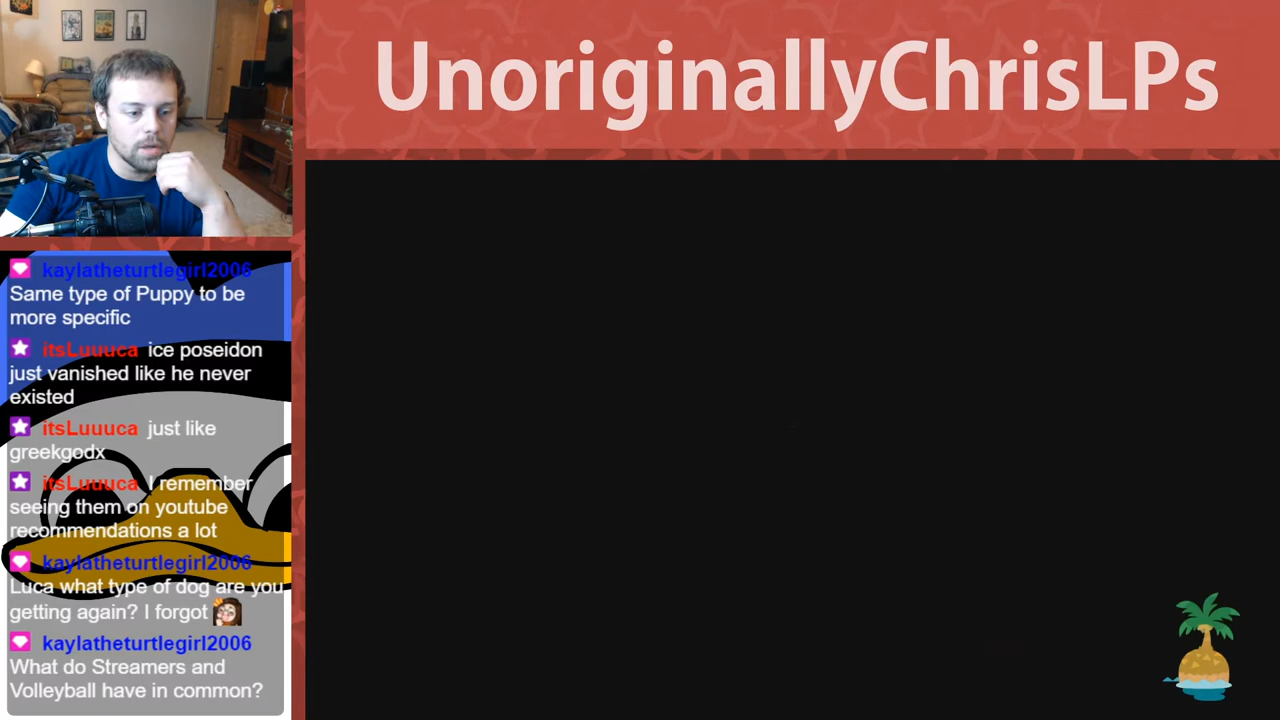 UnoriginallyChrisLPs
kaylatheturtlegirl2006
Same type of Puppy to be
more specific
itsLuuuca ice poseidon
just vanished like he never
existed
itsLuuuca just like
greekgodx
itsLuuuca I remember
seeing them on youtube
recommendations a lot
kaylatheturtlegirl2006
Luca what type of dog are you
getting again? I forgot
kaylatheturtlegirl2006
What do Streamers and
Volleyball have in common?